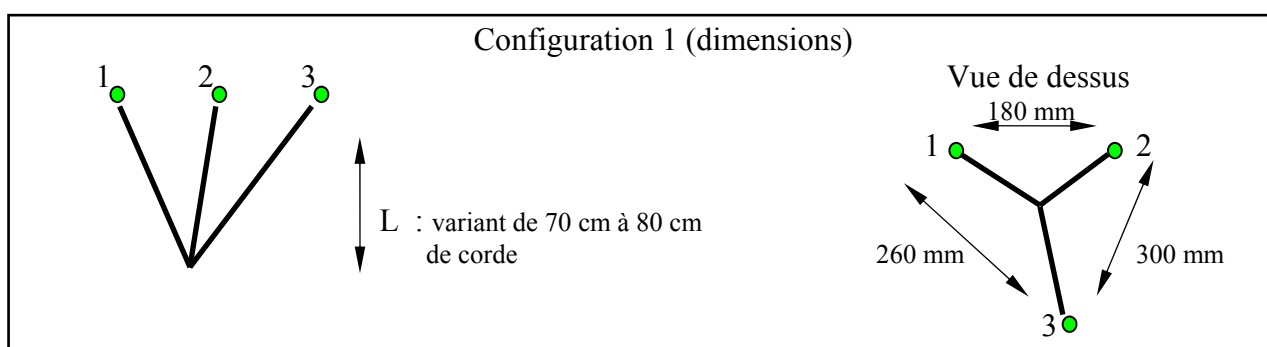 Configuration 1 (dimensions)
1
2
3
L : variant de 70 cm à 80 cm
de corde
Vue de dessus
180 mm
1
2
260 mm
300 mm
3